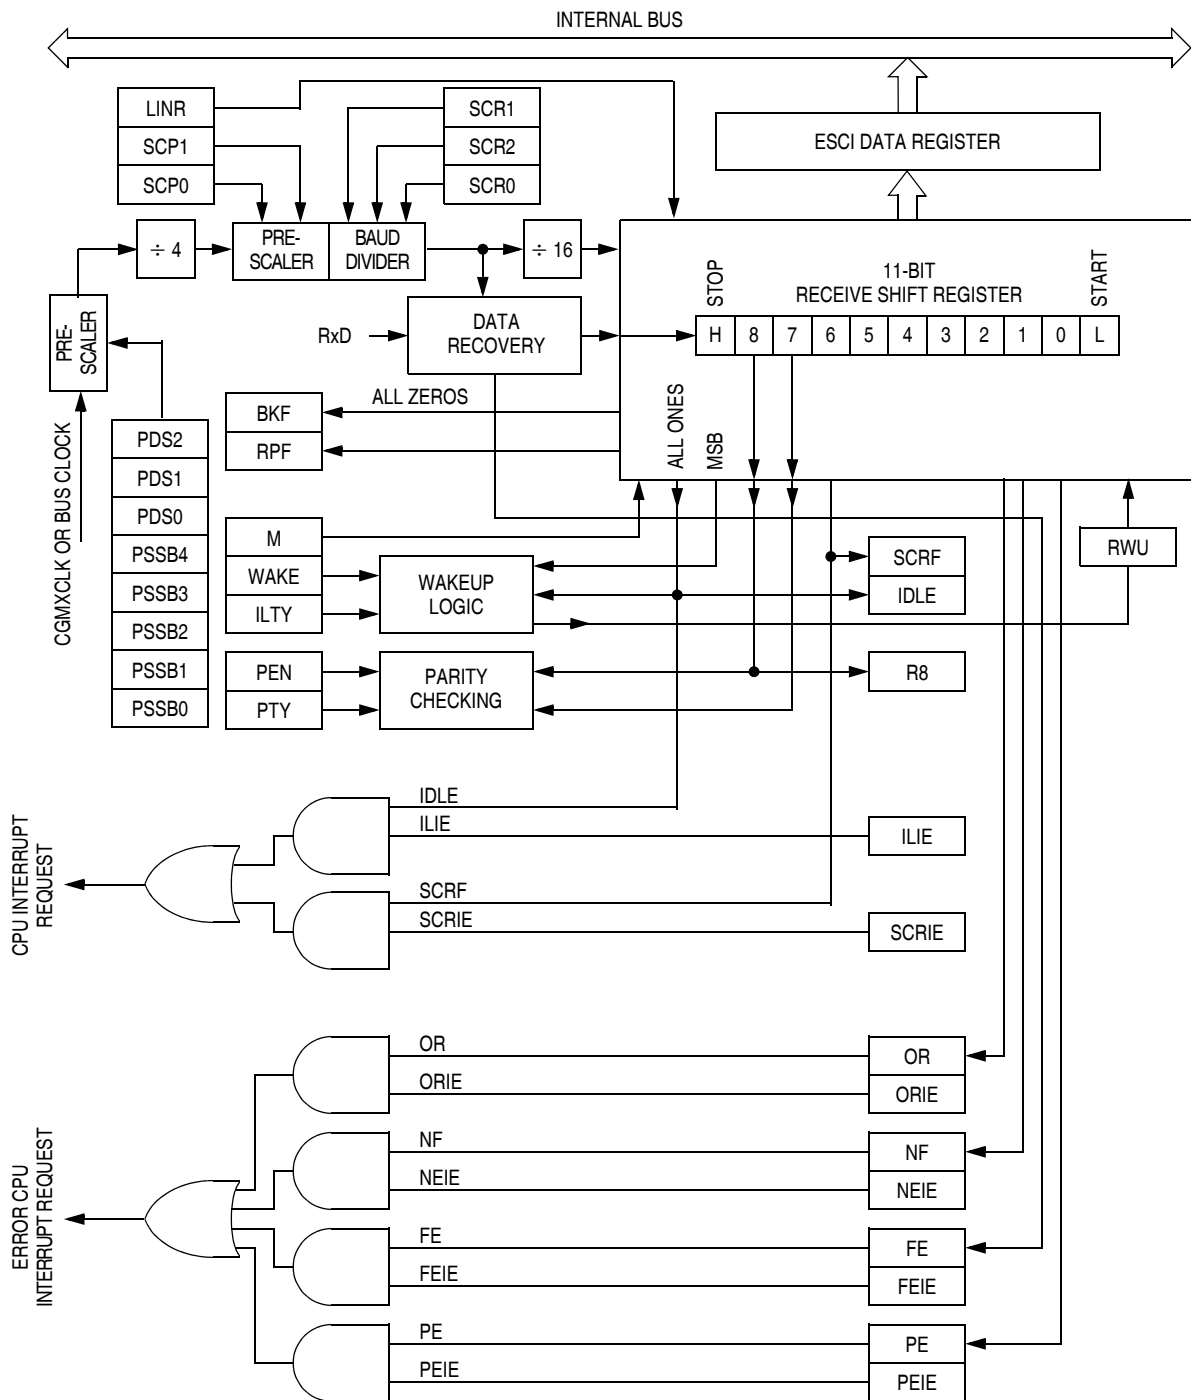 INTERNAL BUS
LINR
SCP1
SCP0
SCR1
SCR2
SCR0
ESCI DATA REGISTER
÷ 4
PRE-
SCALER
BAUD
DIVIDER
÷ 16
PRE-
SCALER
RxD
DATA
RECOVERY
STOP
11-BIT
RECEIVE SHIFT REGISTER
START
H 8 7 6 5 4 3 2 1 0 L
ALL ONES
MSB
ALL ZEROS
BKF
RPF
CGMXCLK OR BUS CLOCK
PDS2
PDS1
PDS0
PSSB4
PSSB3
PSSB2
PSSB1
PSSB0
M
WAKE
ILTY
WAKEUP
LOGIC
SCRF
IDLE
RWU
PEN
PTY
PARITY
CHECKING
R8
CPU INTERRUPT
REQUEST
IDLE
ILIE
ILIE
SCRF
SCRIE
SCRIE
ERROR CPU
INTERRUPT REQUEST
OR
OR
ORIE
ORIE
NF
NF
NEIE
NEIE
FE
FE
FEIE
FEIE
PE
PE
PEIE
PEIE